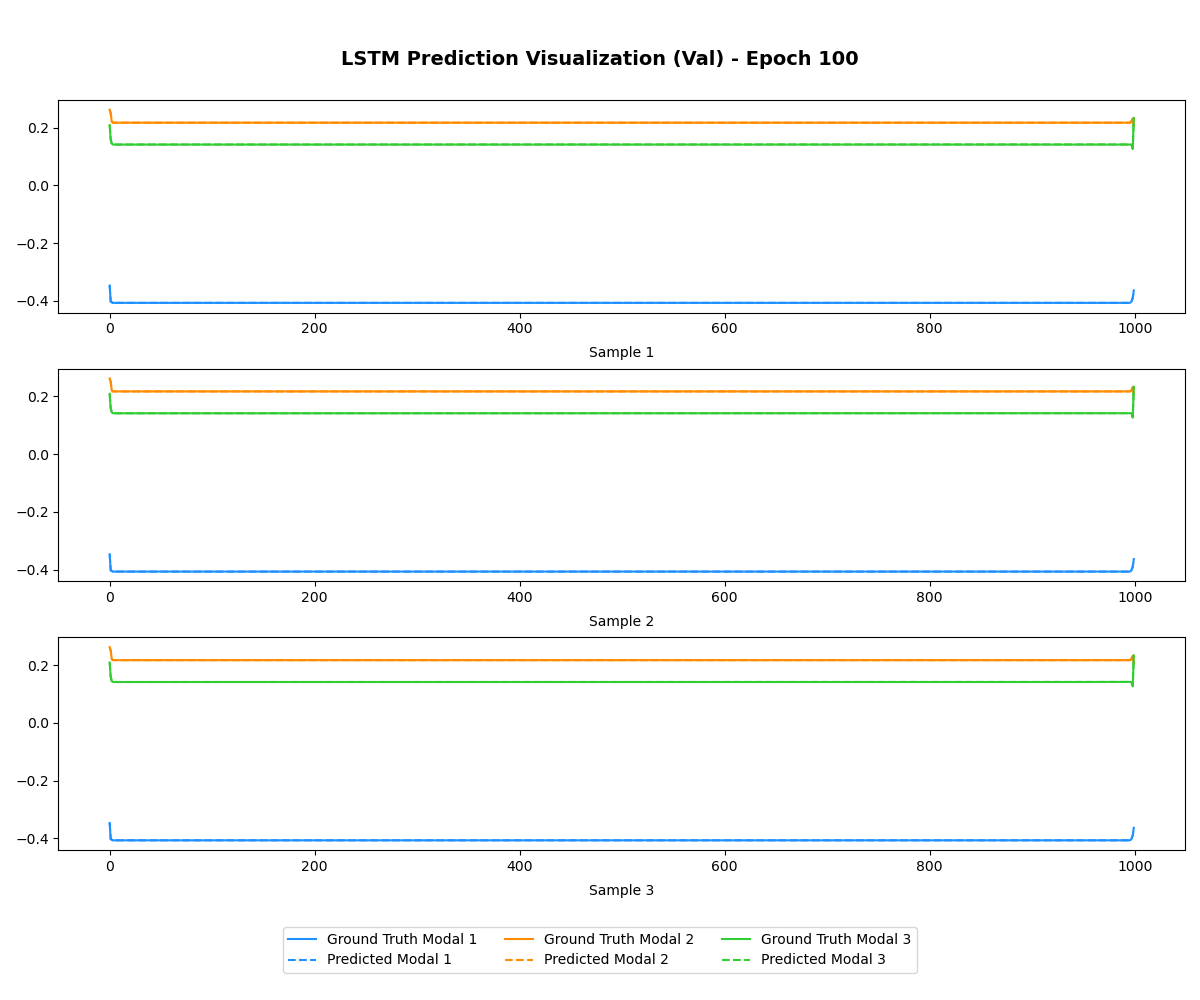 LSTM Prediction Visualization (Val) - Epoch 100
0.2
0.0
−0.2
−0.4
0 200 400 600 800 1000
Sample 1
0.2
0.0
−0.2
−0.4
0 200 400 600 800 1000
Sample 2
0.2
0.0
−0.2
−0.4
0 200 400 600 800 1000
Sample 3
Ground Truth Modal 1 Ground Truth Modal 2 Ground Truth Modal 3
Predicted Modal 1 Predicted Modal 2 Predicted Modal 3